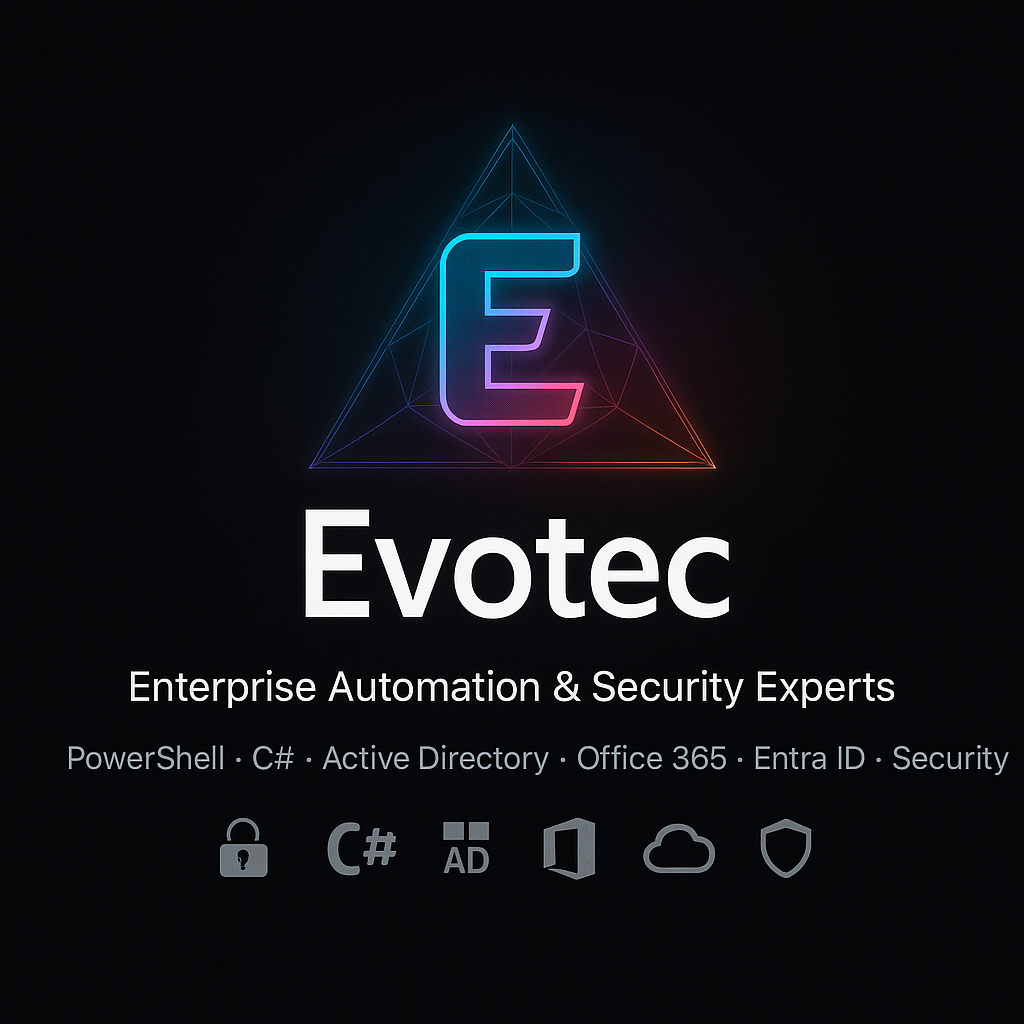 E
Evotec
Enterprise Automation & Security Experts
PowerShell · C# · Active Directory · Office 365 · Entra ID · Security
C# AD